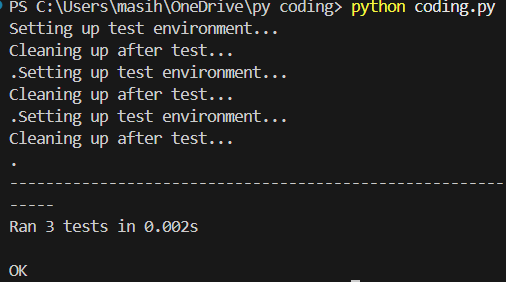 PS C:\Users\masih\OneDrive\py coding> python coding.py
Setting up test environment...
Cleaning up after test...
.Setting up test environment...
Cleaning up after test...
.Setting up test environment...
Cleaning up after test...
.
-----------------------------------------------------------------
-----
Ran 3 tests in 0.002s
OK